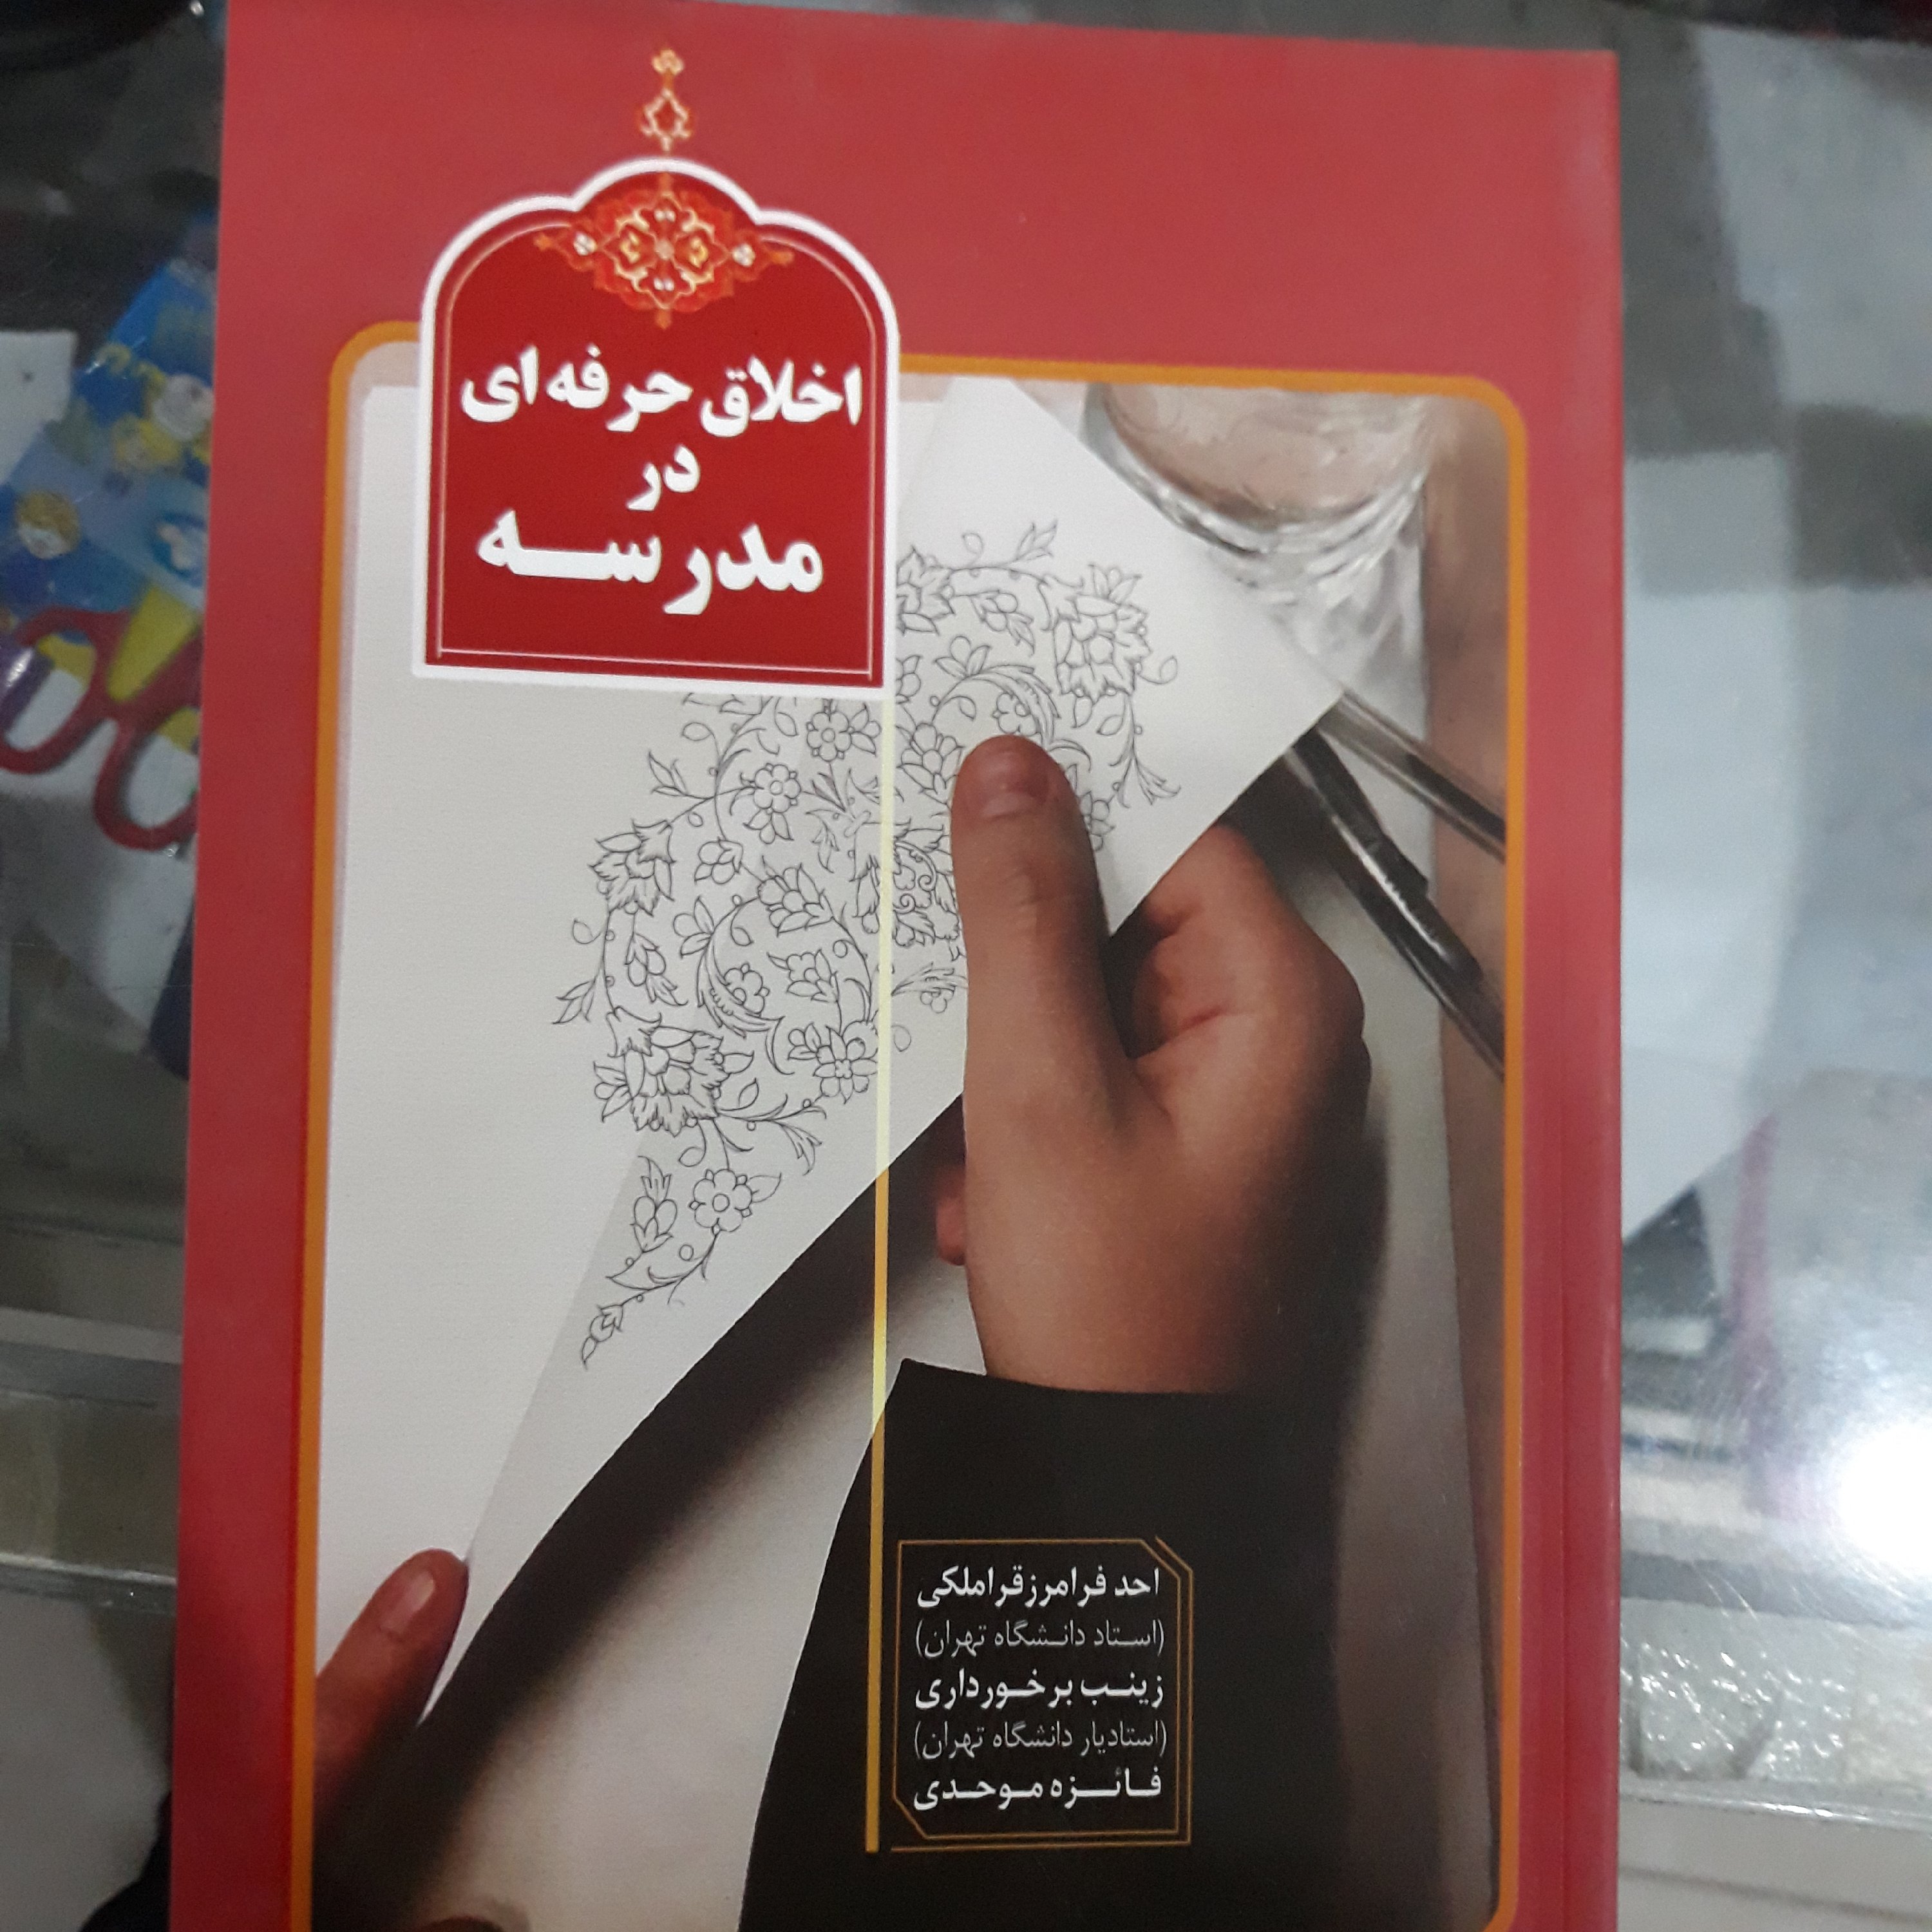 اخلاق حرفه ای
در
مدرسه
احد فرامرز قراملکی
(استاد دانشگاه تهران)
زینب برخورداری
(استادیار دانشگاه تهران)
فائزه موحدی